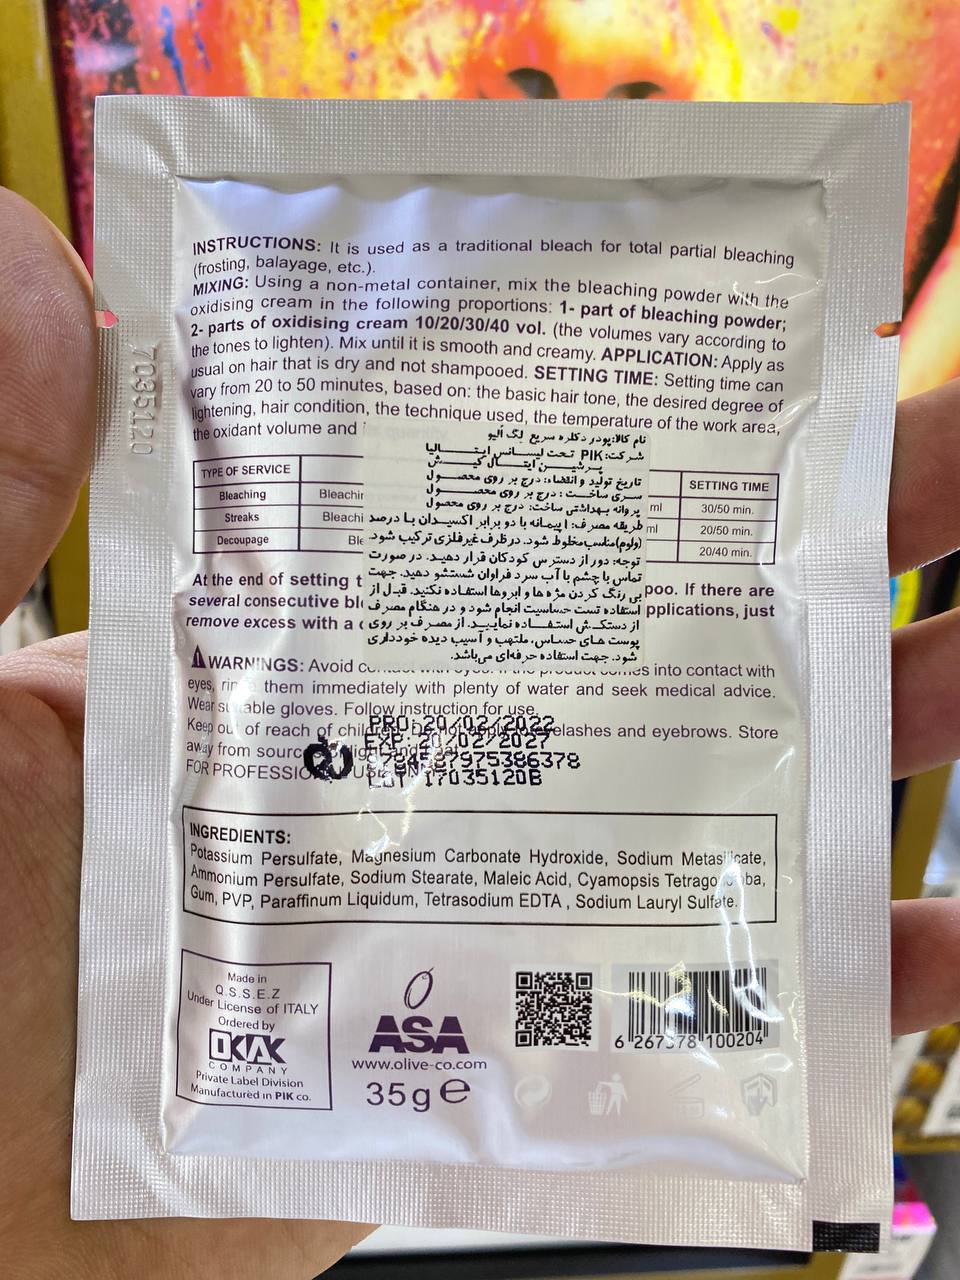 INSTRUCTIONS: It is used as a traditional bleach for total partial bleaching
(frosting, balayage, etc.).
MIXING: Using a non-metal container, mix the bleaching powder with the
oxidising cream in the following proportions: 1- part of bleaching powder;
2- parts of oxidising cream 10/20/30/40 vol. (the volumes vary according to
the tones to lighten). Mix until it is smooth and creamy. APPLICATION: Apply as
usual on hair that is dry and not shampooed. SETTING TIME: Setting time can
vary from 20 to 50 minutes, based on: the basic hair tone, the desired degree of
lightening, hair condition, the technique used, the temperature of the work area,
the oxidant volume and
70351120
نام کالا:پودر دکلره سریع لگ آلیو
شرکت:PIK تحت لیسانس ایتالیا
پرشین ایتال کیش
تاریخ تولید و انقضاء: درج بر روی محصول
سری ساخت: درج بر روی محصول
پروانه بهداشتی ساخت: درج بر روی محصول
طریقه مصرف: ۱ پیمانه با دو برابر اکسیدان با درصد
(ولوم)مناسب مخلوط شود. در ظرف غیر فلزی ترکیب شود.
توجه: دور از دسترس کودکان قرار دهید. در صورت
تماس با چشم با آب سرد فراوان شستشو دهید. جهت
بی رنگ کردن مژه ها و ابروها استفاده نکنید. قبل از
استفاده تست حساسیت انجام شود و در هنگام مصرف
از دستکش استفاده نمایید. از مصرف بر روی
پوست های حساس، ملتهب و آسیب دیده خودداری
شود. جهت استفاده حرفه‌ای می‌باشد.
TYPE OF SERVICE SETTING TIME
Bleaching ml 30/50 min.
Streaks ml 20/50 min.
Decoupage 20/40 min.
At the end of setting poo. If there are
several consecutive pplications, just
remove excess with a
WARNINGS: Avoid into contact with
eyes, them immediately with plenty of water and seek medical advice.
Wear gloves. Follow instruction for use.
Keep out of reach of children. Do not apply to eyelashes and eyebrows. Store
away from light and
FOR PROFESSIONAL USE
PRO: 20/02/2022
EXP: 20/02/2027
8784587975386378
LOT 17035120B
INGREDIENTS:
Potassium Persulfate, Magnesium Carbonate Hydroxide, Sodium Metasilicate,
Ammonium Persulfate, Sodium Stearate, Maleic Acid, Cyamopsis
Gum, PVP, Paraffinum Liquidum, Tetrasodium EDTA , Sodium Lauryl Sulfate.
Made in
Q.S.S.E.Z
Under License of ITALY
Ordered by
OKAK
COMPANY
Private Label Division
Manufactured in PIK co.
ASA
www.olive-co.com
35g e
6 267378 100204